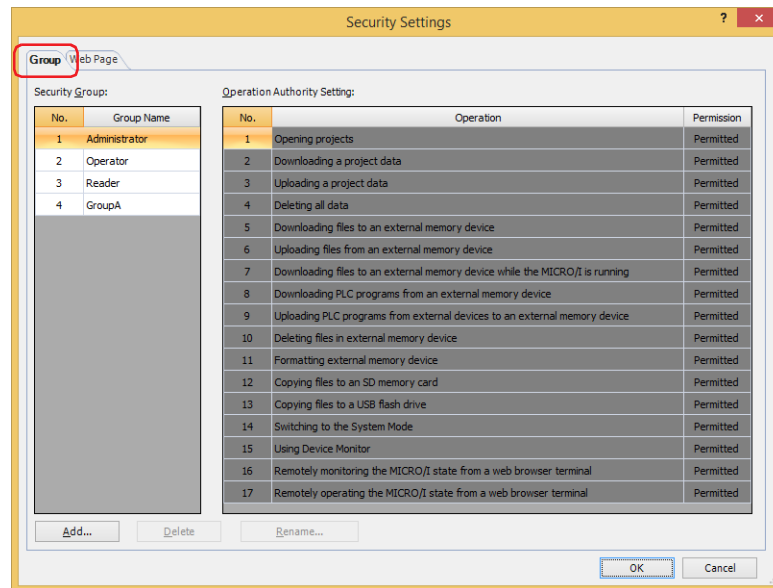 Security Settings
?
Group
Web Page
Security Group:
Operation Authority Setting:
No. Group Name
1 Administrator
2 Operator
3 Reader
4 GroupA
No. Operation Permission
1 Opening projects Permitted
2 Downloading a project data Permitted
3 Uploading a project data Permitted
4 Deleting all data Permitted
5 Downloading files to an external memory device Permitted
6 Uploading files from an external memory device Permitted
7 Downloading files to an external memory device while the MICRO/I is running Permitted
8 Downloading PLC programs from an external memory device Permitted
9 Uploading PLC programs from external devices to an external memory device Permitted
10 Deleting files in external memory device Permitted
11 Formatting external memory device Permitted
12 Copying files to an SD memory card Permitted
13 Copying files to a USB flash drive Permitted
14 Switching to the System Mode Permitted
15 Using Device Monitor Permitted
16 Remotely monitoring the MICRO/I state from a web browser terminal Permitted
17 Remotely operating the MICRO/I state from a web browser terminal Permitted
Add...
Delete
Rename...
OK
Cancel